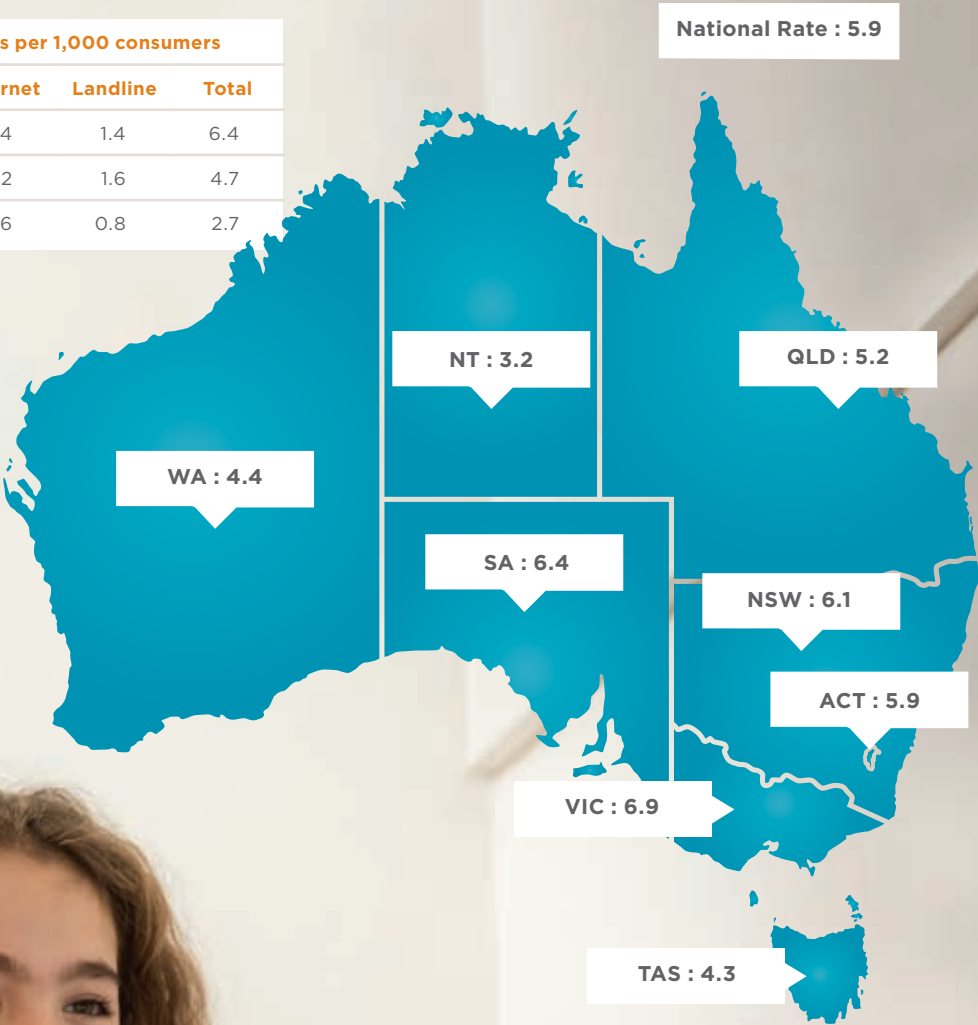 National Rate : 5.9
s per 1,000 consumers
rnet Landline Total
4 1.4 6.4
2 1.6 4.7
6 0.8 2.7
NT : 3.2
QLD : 5.2
WA : 4.4
SA : 6.4
NSW : 6.1
ACT : 5.9
VIC : 6.9
TAS : 4.3